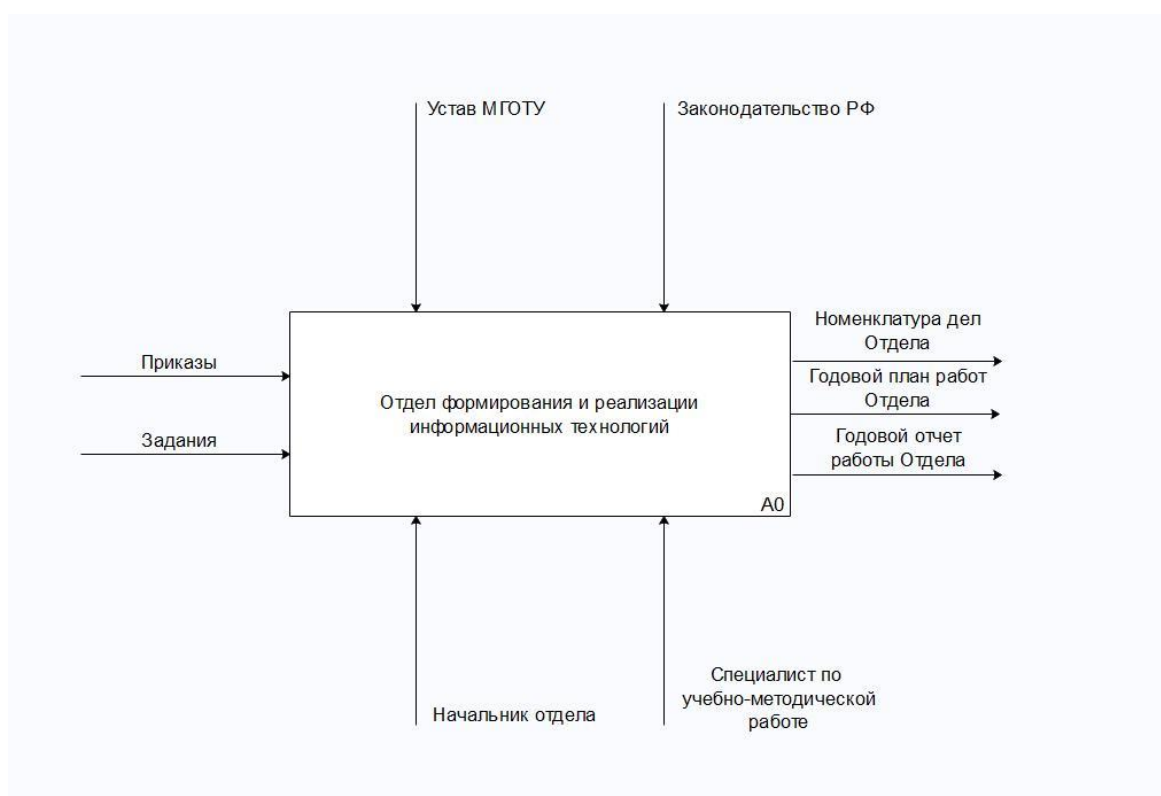 Устав МГОТУ
Законодательство РФ
Приказы
Задания
Отдел формирования и реализации
информационных технологий
А0
Номенклатура дел
Отдела
Годовой план работ
Отдела
Годовой отчет
работы Отдела
Начальник отдела
Специалист по
учебно-методической
работе